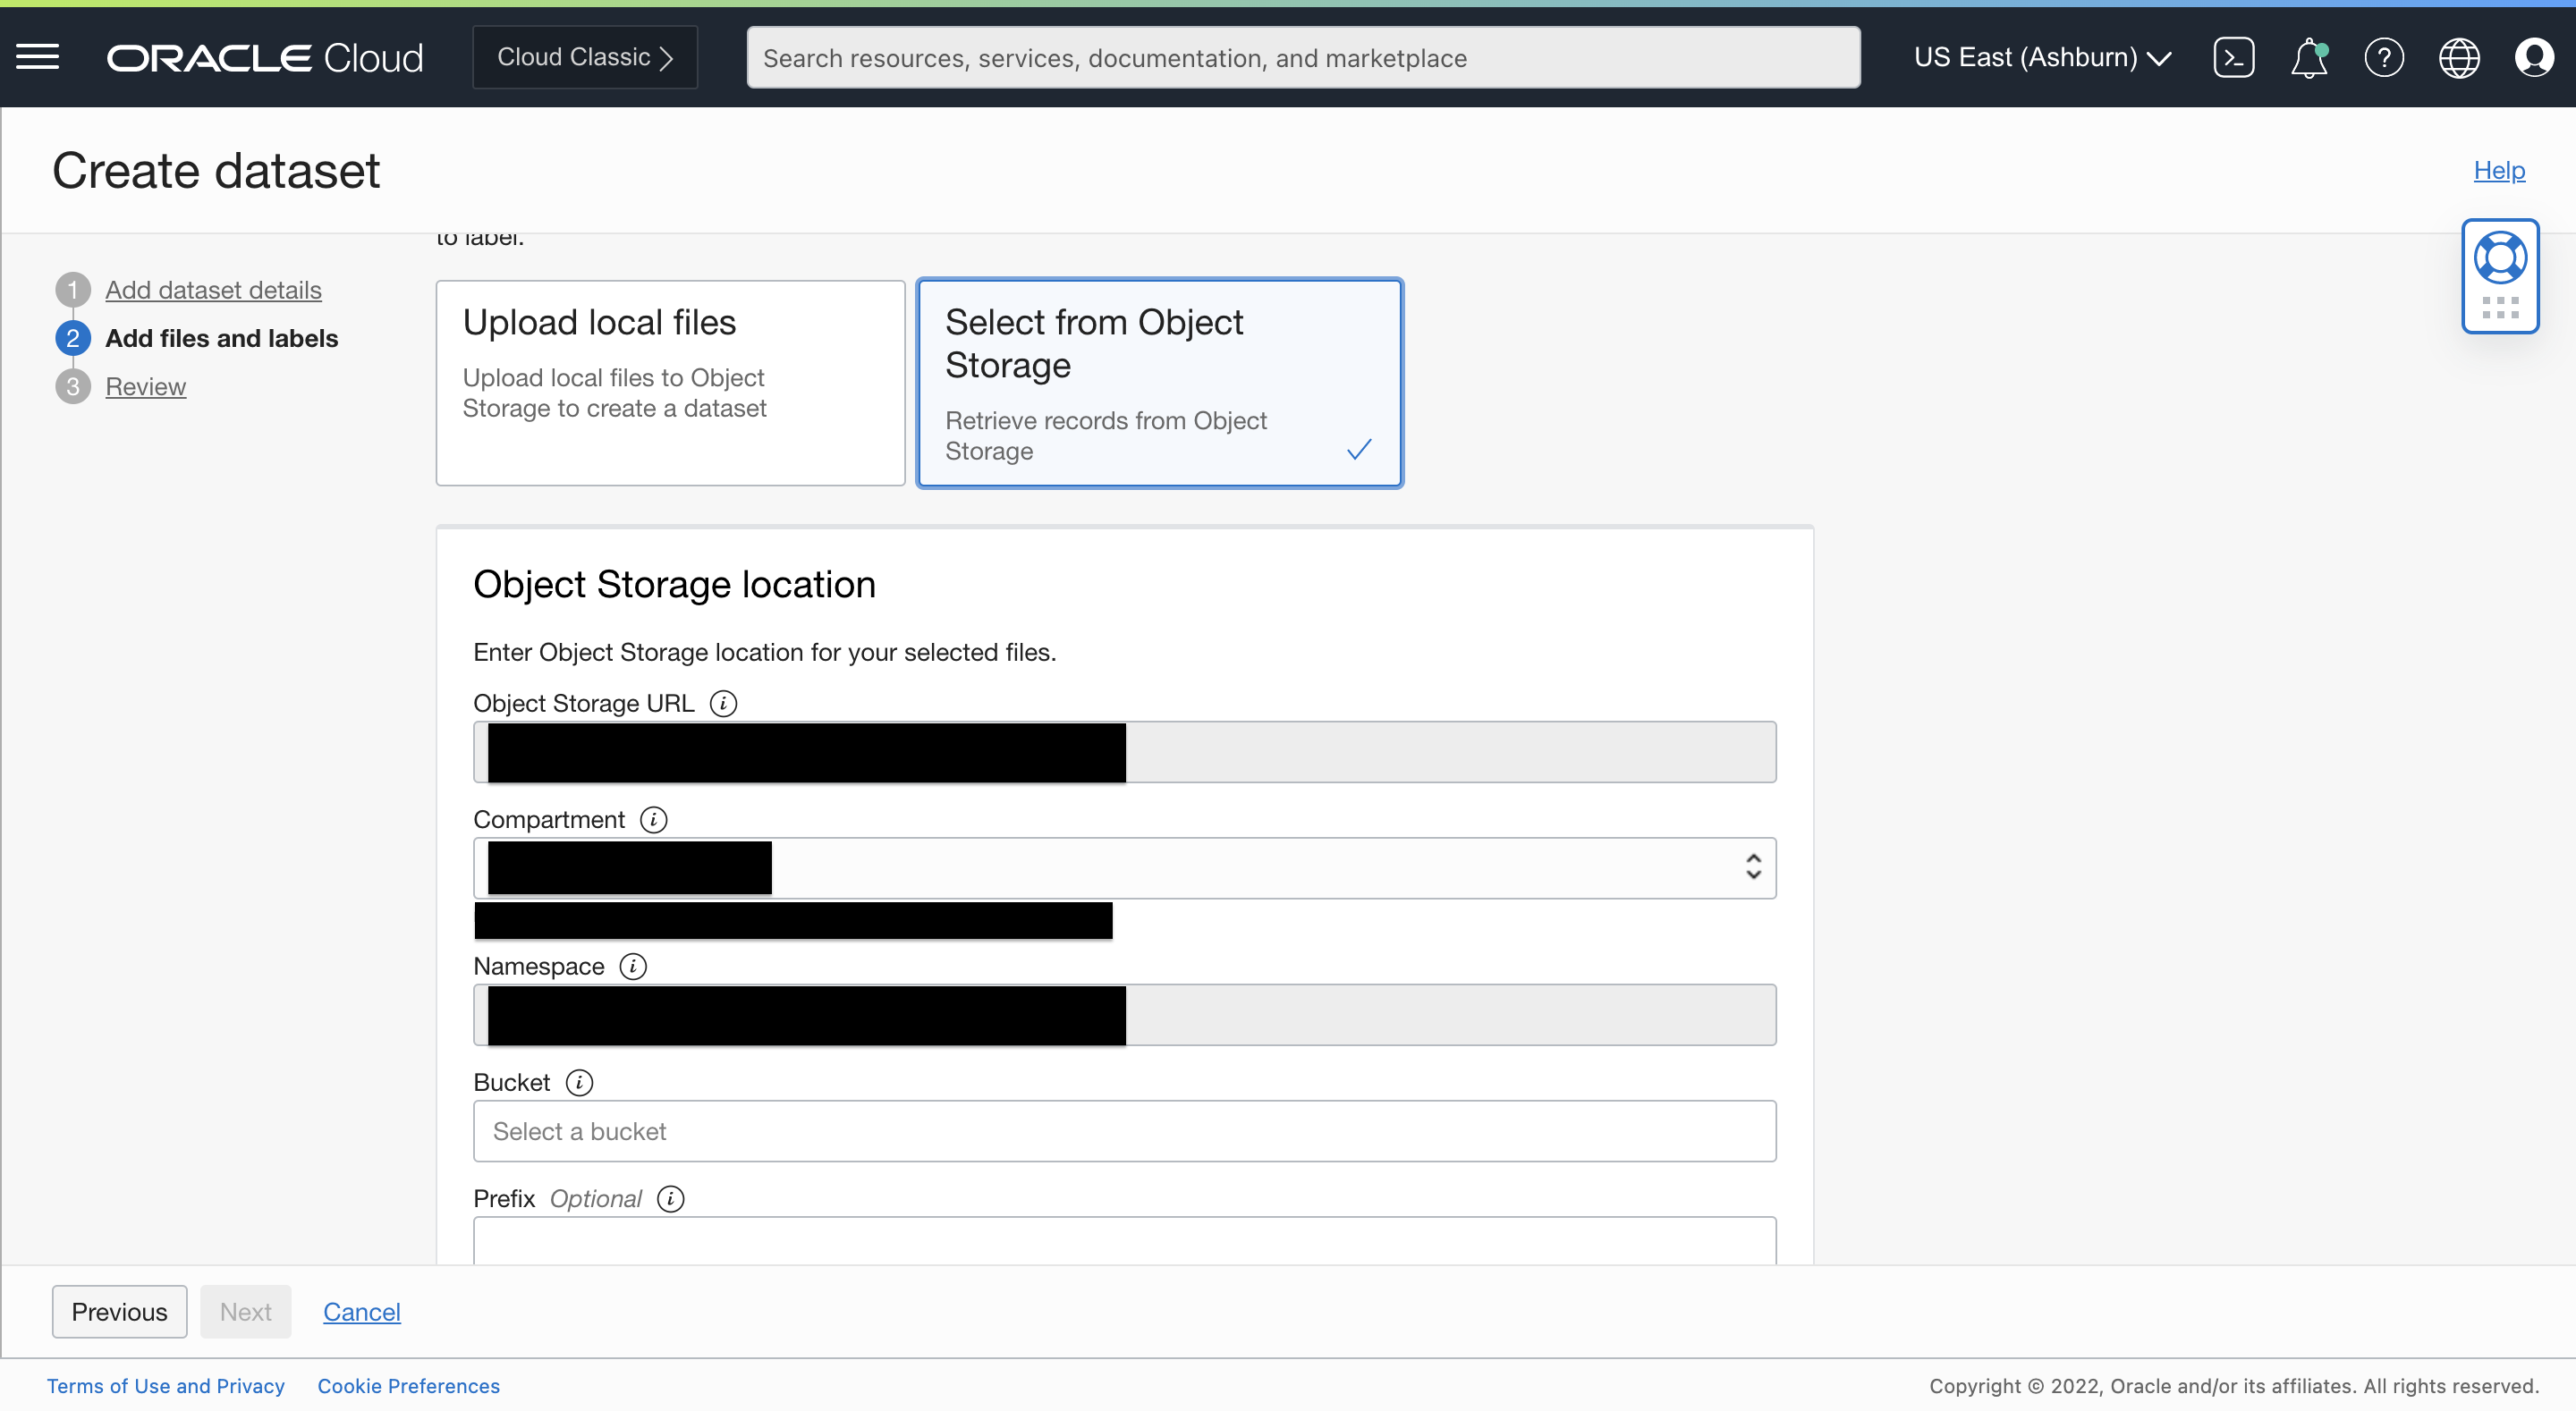 ORACLE Cloud
Cloud Classic
Search resources, services, documentation, and marketplace
US East (Ashburn)
Create dataset
Help
to label.
1 Add dataset details
2 Add files and labels
3 Review
Upload local files
Upload local files to Object
Storage to create a dataset
Select from Object
Storage
Retrieve records from Object
Storage
Object Storage location
Enter Object Storage location for your selected files.
Object Storage URL
Compartment
Namespace
Bucket
Select a bucket
Prefix Optional
Previous
Next
Cancel
Terms of Use and Privacy
Cookie Preferences
Copyright © 2022, Oracle and/or its affiliates. All rights reserved.